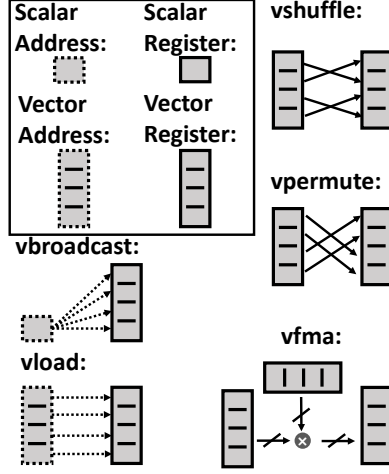 Scalar Scalar
Address: Register:
Vector Vector
Address: Register:
vshuffle:
vpermute:
vbroadcast:
vload:
vfma: